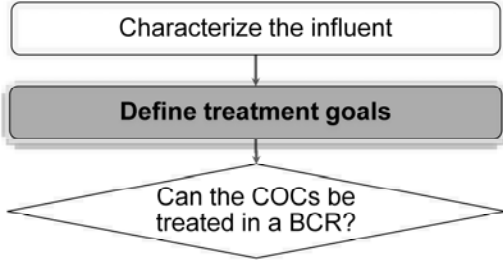 Characterize the influent
Define treatment goals
Can the COCs be
treated in a BCR?